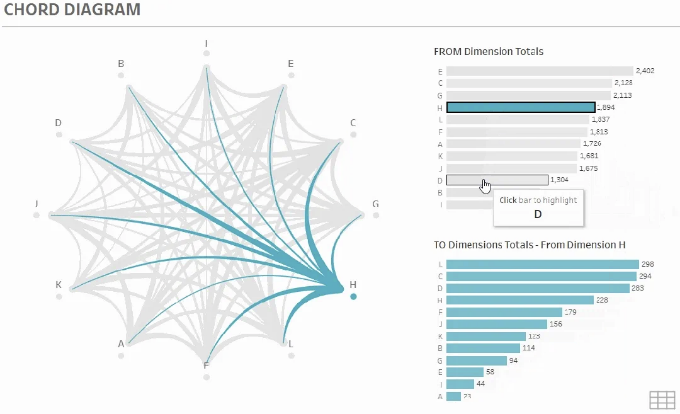 CHORD DIAGRAM
I
B
E
D
C
J
G
K
H
A
L
F
FROM Dimension Totals
E 2,402
C 2,128
G 2,113
H 1,894
L 1,837
F 1,813
A 1,726
K 1,681
J 1,675
D 1,304
B
I
Click bar to highlight
D
TO Dimensions Totals - From Dimension H
L 298
C 294
D 283
H 228
F 179
J 156
K 123
B 114
G 94
E 58
I 44
A 23